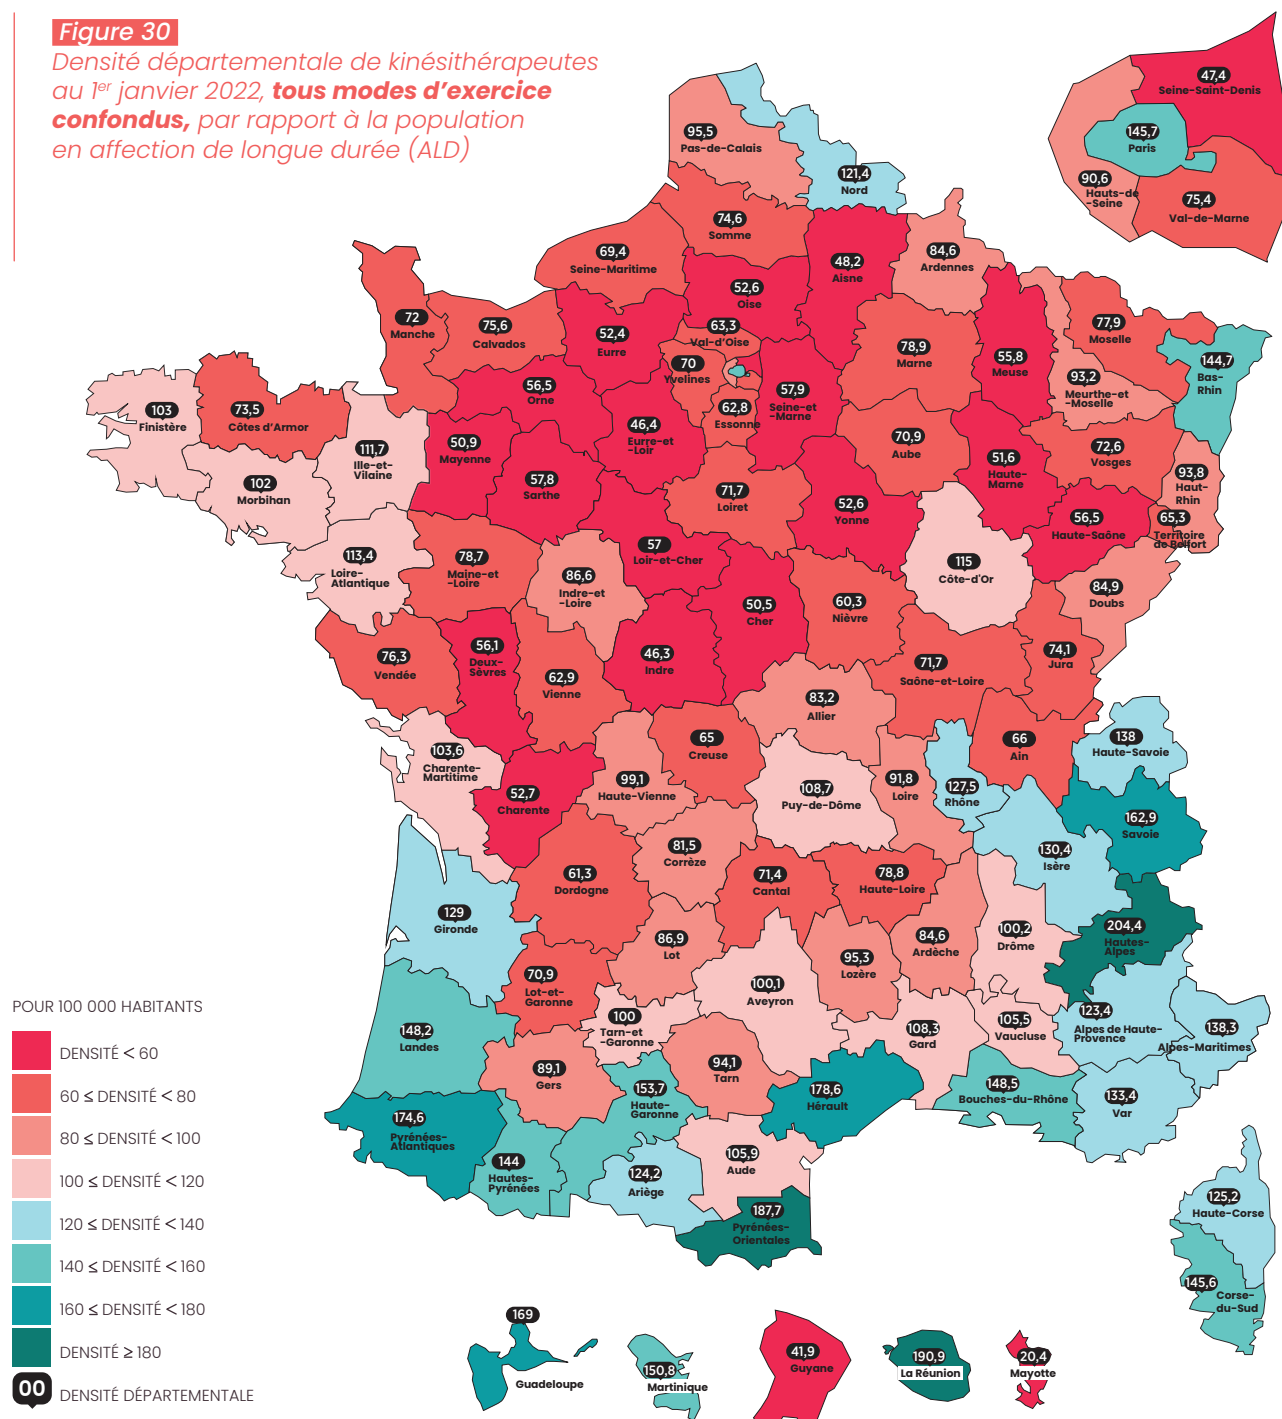 Figure 30
Densité départementale de kinésithérapeutes
au 1er janvier 2022, tous modes d'exercice
confondus, par rapport à la population
en affection de longue durée (ALD)
47,4
Seine-Saint-Denis
145,7
Paris
90,6
Hauts-de
-Seine
75,4
Val-de-Marne
95,5
Pas-de-Calais
121,4
Nord
74,6
Somme
69,4
Seine-Maritime
48,2
Aisne
84,6
Ardennes
52,6
Oise
72
Manche
75,6
Calvados
52,4
Eurre
63,3
Val-d'Oise
70
Yvelines
78,9
Marne
55,8
Meuse
77,9
Moselle
93,2
Meurthe-et
-Moselle
144,7
Bas-
Rhin
103
Finistère
73,5
Côtes d'Armor
56,5
Orne
62,8
Essonne
57,9
Seine-et
-Marne
111,7
Ille-et-
Vilaine
50,9
Mayenne
46,4
Eurre-et
-Loir
70,9
Aube
51,6
Haute-
Marne
72,6
Vosges
93,8
Haut-
Rhin
102
Morbihan
57,8
Sarthe
71,7
Loiret
52,6
Yonne
56,5
Haute-Saône
65,3
Territoire
de Belfort
113,4
Loire-
Atlantique
78,7
Maine-et
-Loire
86,6
Indre-et
-Loire
57
Loir-et-Cher
115
Côte-d'Or
84,9
Doubs
50,5
Cher
60,3
Nièvre
76,3
Vendée
56,1
Deux-
Sèvres
62,9
Vienne
46,3
Indre
71,7
Saône-et-Loire
74,1
Jura
83,2
Allier
103,6
Charente-
Martitime
52,7
Charente
99,1
Haute-Vienne
65
Creuse
108,7
Puy-de-Dôme
91,8
Loire
127,5
Rhône
66
Ain
138
Haute-Savoie
162,9
Savoie
130,4
Isère
61,3
Dordogne
81,5
Corrèze
71,4
Cantal
78,8
Haute-Loire
129
Gironde
86,9
Lot
84,6
Ardèche
100,2
Drôme
204,4
Hautes-
Alpes
70,9
Lot-et-
Garonne
100,1
Aveyron
95,3
Lozère
100
Tarn-et
-Garonne
108,3
Gard
105,5
Vaucluse
123,4
Alpes de Haute-
Provence
138,3
Alpes-Maritimes
148,2
Landes
89,1
Gers
153,7
Haute-
Garonne
94,1
Tarn
178,6
Hérault
148,5
Bouches-du-Rhône
133,4
Var
174,6
Pyrénées-
Atlantiques
144
Hautes-
Pyrénées
124,2
Ariège
105,9
Aude
187,7
Pyrénées-
Orientales
125,2
Haute-Corse
145,6
Corse-
du-Sud
POUR 100 000 HABITANTS
DENSITÉ < 60
60 ≤ DENSITÉ < 80
80 ≤ DENSITÉ < 100
100 ≤ DENSITÉ < 120
120 ≤ DENSITÉ < 140
140 ≤ DENSITÉ < 160
160 ≤ DENSITÉ < 180
DENSITÉ ≥ 180
00 DENSITÉ DÉPARTEMENTALE
169
Guadeloupe
150,8
Martinique
41,9
Guyane
190,9
La Réunion
20,4
Mayotte